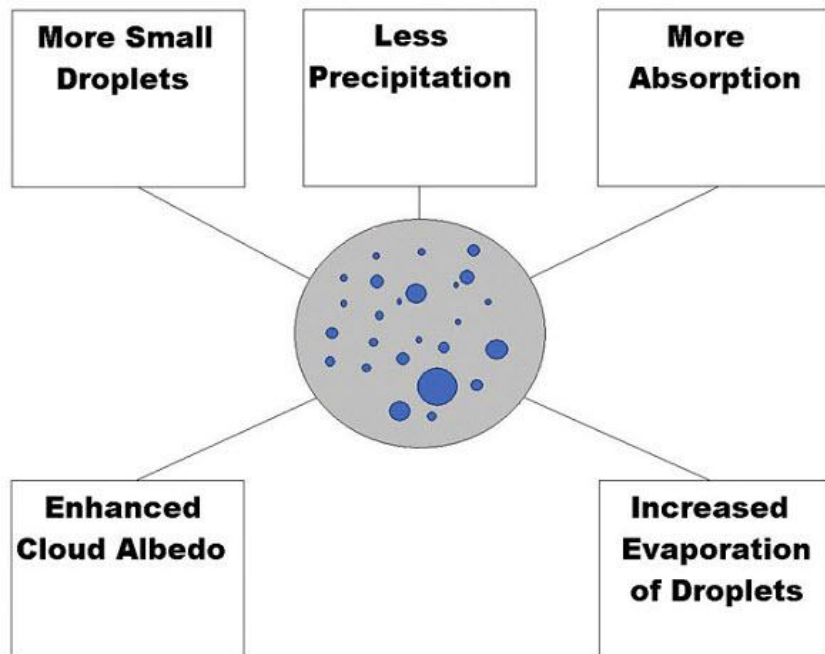 More Small
Droplets
Less
Precipitation
More
Absorption
Enhanced
Cloud Albedo
Increased
Evaporation
of Droplets